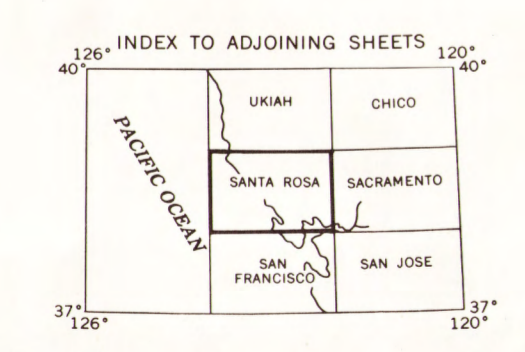 INDEX TO ADJOINING SHEETS
126° 120°
40° 40°
UKIAH CHICO
PACIFIC OCEAN
SANTA ROSA SACRAMENTO
SAN
FRANCISCO
SAN JOSE
37° 37°
126° 120°